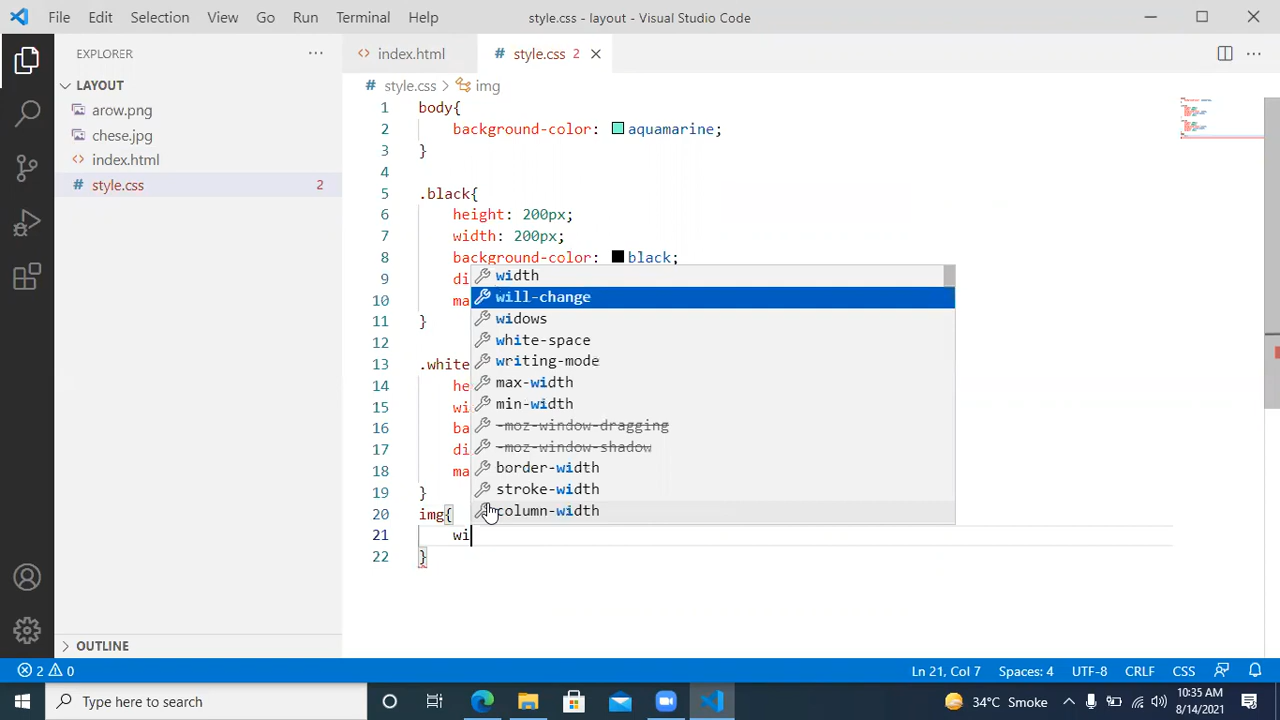 File Edit Selection View Go Run Terminal Help style.css - layout - Visual Studio Code
EXPLORER
index.html
style.css 2
LAYOUT
style.css > img
arow.png
chese.jpg
index.html
style.css 2
1 body{
2 background-color: aquamarine;
3 }
4
5 .black{
6 height: 200px;
7 width: 200px;
8 background-color: black;
9 di
10 ma
11 }
12
13 .white
14 he
15 wi
16 ba
17 di
18 ma
19 }
20 img{
21 wi
22 }
width
will-change
widows
white-space
writing-mode
max-width
min-width
-moz-window-dragging
-moz-window-shadow
border-width
stroke-width
column-width
OUTLINE
2 0 Ln 21, Col 7 Spaces: 4 UTF-8 CRLF CSS
Type here to search
34°C Smoke
10:35 AM
8/14/2021